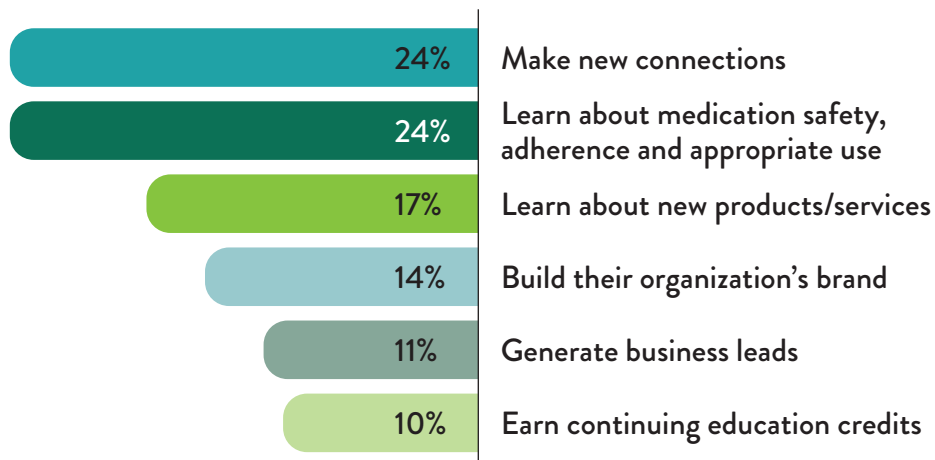 24% Make new connections
24% Learn about medication safety,
adherence and appropriate use
17% Learn about new products/services
14% Build their organization’s brand
11% Generate business leads
10% Earn continuing education credits